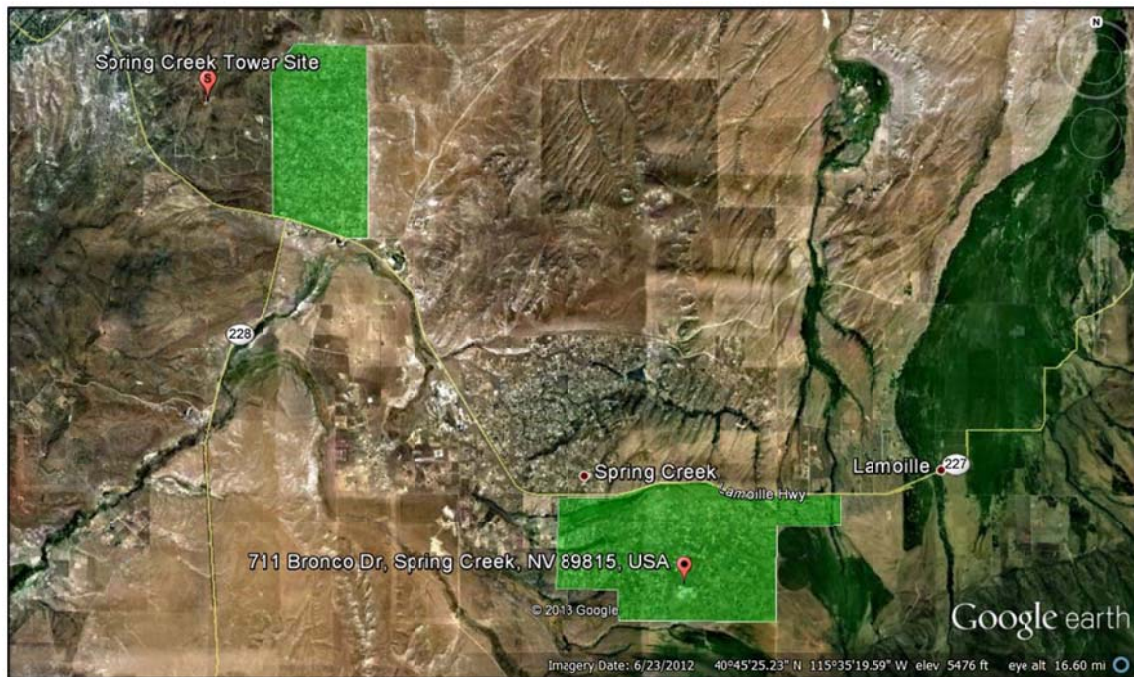 N
Spring Creek Tower Site
S
228
Spring Creek
Lamoille
227
Lamoille Hwy
711 Bronco Dr, Spring Creek, NV 89815, USA
© 2013 Google
Google earth
Imagery Date: 6/23/2012 40°45'25.23" N 115°35'19.59" W elev 5476 ft eye alt 16.60 mi